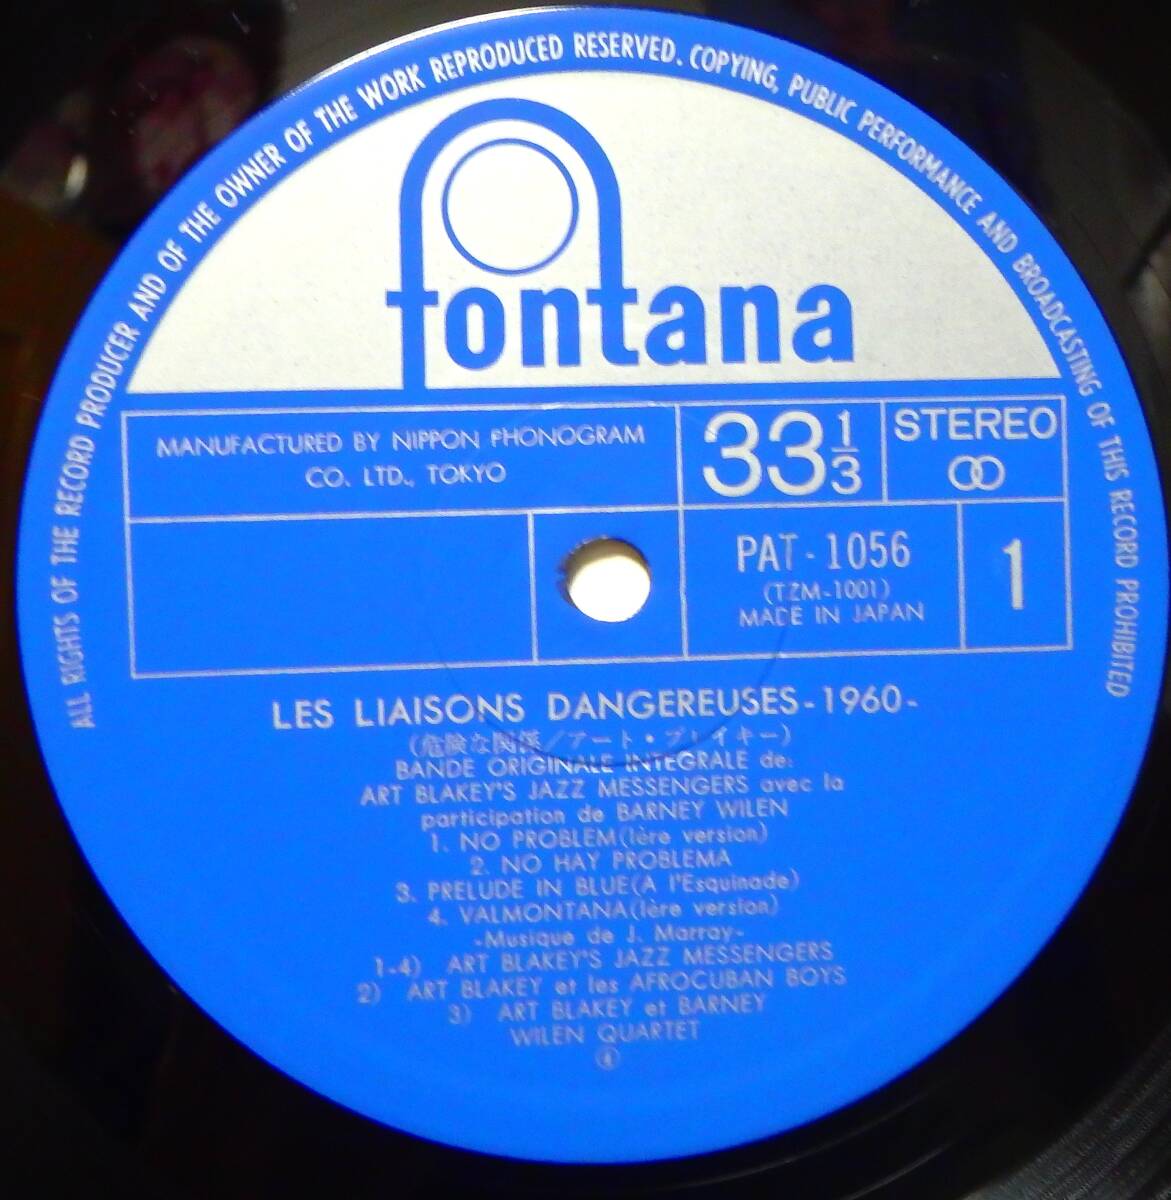 ALL RIGHTS OF THE RECORD PRODUCER AND OF THE OWNER OF THE WORK REPRODUCED RESERVED. COPYING, PUBLIC PERFORMANCE AND BROADCASTING OF THIS RECORD PROHIBITED
fontana
MANUFACTURED BY NIPPON PHONOGRAM
CO. LTD., TOKYO
33 1/3
STEREO
PAT-1056
(TZM-1001)
MADE IN JAPAN
1
LES LIAISONS DANGEREUSES-1960-
(危険な関係/アート・ブレイキー)
BANDE ORIGINALE INTEGRALE de:
ART BLAKEY'S JAZZ MESSENGERS avec la
participation de BARNEY WILEN
1. NO PROBLEM(1ère version)
2. NO HAY PROBLEMA
3. PRELUDE IN BLUE(A l'Esquinade)
4. VALMONTANA(1ère version)
-Musique de J. Marray-
1-4) ART BLAKEY'S JAZZ MESSENGERS
2) ART BLAKEY et les AFROCUBAN BOYS
3) ART BLAKEY et BARNEY
WILEN QUARTET